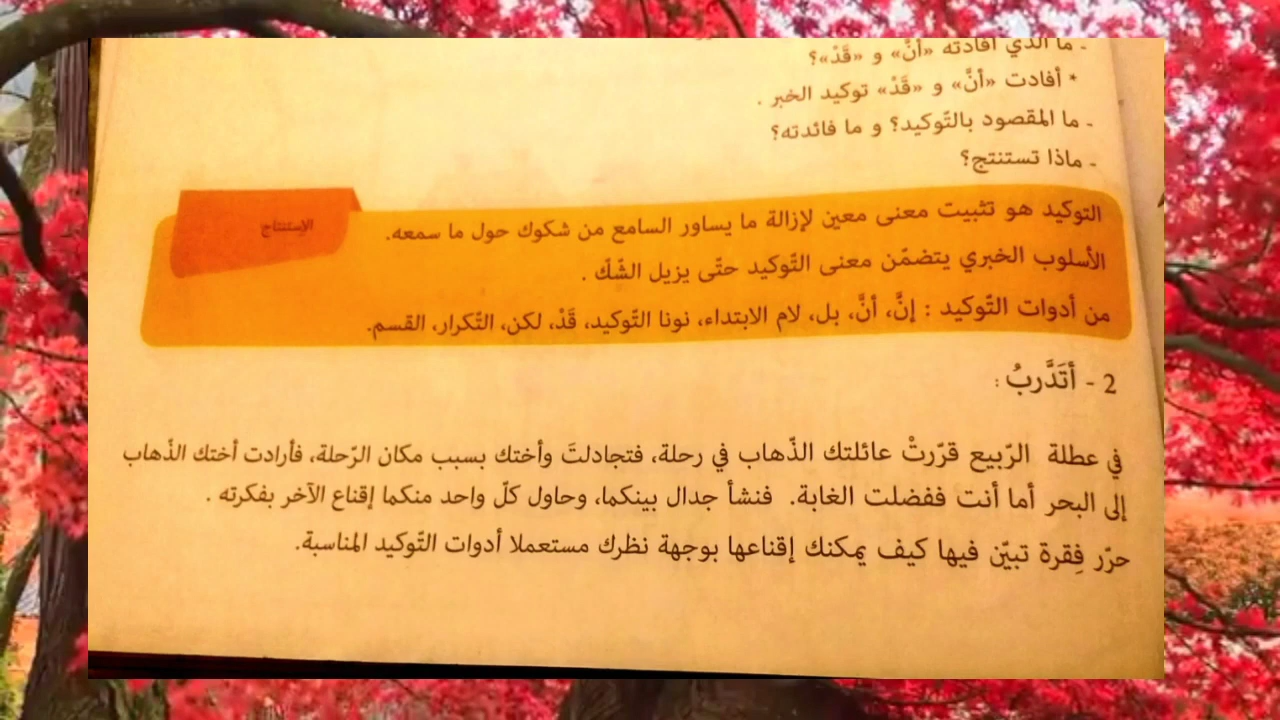 - ما الذي أفادته «أنَّ» و «قَدْ»؟
* أفادت «أنَّ» و «قَدْ» توكيد الخبر .
- ما المقصود بالتّوكيد؟ و ما فائدته؟
- ماذا تستنتج؟
الإستنتاج
التوكيد هو تثبيت معنى معين لإزالة ما يساور السامع من شكوك حول ما سمعه.
الأسلوب الخبري يتضمّن معنى التّوكيد حتّى يزيل الشّكّ .
من أدوات التّوكيد : إنَّ، أنَّ، بل، لام الابتداء، نونا التّوكيد، قَدْ، لكن، التّكرار، القسم.
2 - أتَدَّربُ :
في عطلة الرّبيع قرّرتْ عائلتك الذّهاب في رحلة، فتجادلتَ وأختك بسبب مكان الرّحلة، فأرادت أختك الذّهاب
إلى البحر أما أنت ففضلت الغابة. فنشأ جدال بينكما، وحاول كلّ واحد منكما إقناع الآخر بفكرته .
حرّر فِقرة تبيّن فيها كيف يمكنك إقناعها بوجهة نظرك مستعملا أدوات التّوكيد المناسبة.